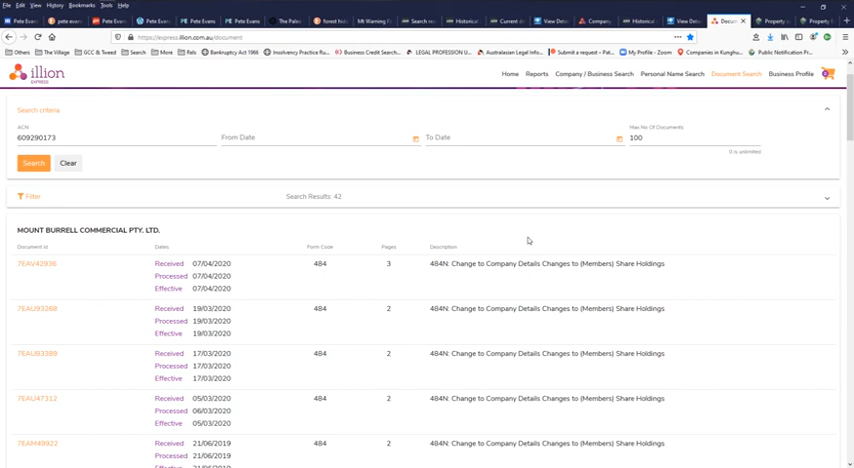 File Edit View History Bookmarks Tools Help
pete evans Pete Evans Pete Evans Pete Evans The Paleo forest hulu Mt Warning F Search re Historical Current d View Deta Company Historical View Deta Docum Property
https://express.illion.com.au/document
Others The Village GCC & Tweed Search More Rals Bankruptcy Act 1966 Insolvency Practice Ru... Business Credit Search... LEGAL PROFESSION U... Australasian Legal Info... Submit a request – Pat... My Profile - Zoom Companies in Kunghu... Public Notification Pr...
illion
EXPRESS
Home Reports Company / Business Search Personal Name Search Document Search Business Profile
Search criteria
ACN
609290173
From Date
To Date
Max No Of Documents
100
0 is unlimited
Search Clear
Filter Search Results: 42
MOUNT BURRELL COMMERCIAL PTY. LTD.
Document Id Dates Form Code Pages Description
7EAV42936 Received 07/04/2020 484 3 484N: Change to Company Details Changes to (Members) Share Holdings
Processed 07/04/2020
Effective 07/04/2020
7EAU93268 Received 19/03/2020 484 2 484N: Change to Company Details Changes to (Members) Share Holdings
Processed 19/03/2020
Effective 19/03/2020
7EAU83389 Received 17/03/2020 484 2 484N: Change to Company Details Changes to (Members) Share Holdings
Processed 17/03/2020
Effective 17/03/2020
7EAU47312 Received 05/03/2020 484 2 484N: Change to Company Details Changes to (Members) Share Holdings
Processed 06/03/2020
Effective 05/03/2020
7EAM49922 Received 21/06/2019 484 2 484N: Change to Company Details Changes to (Members) Share Holdings
Processed 21/06/2019